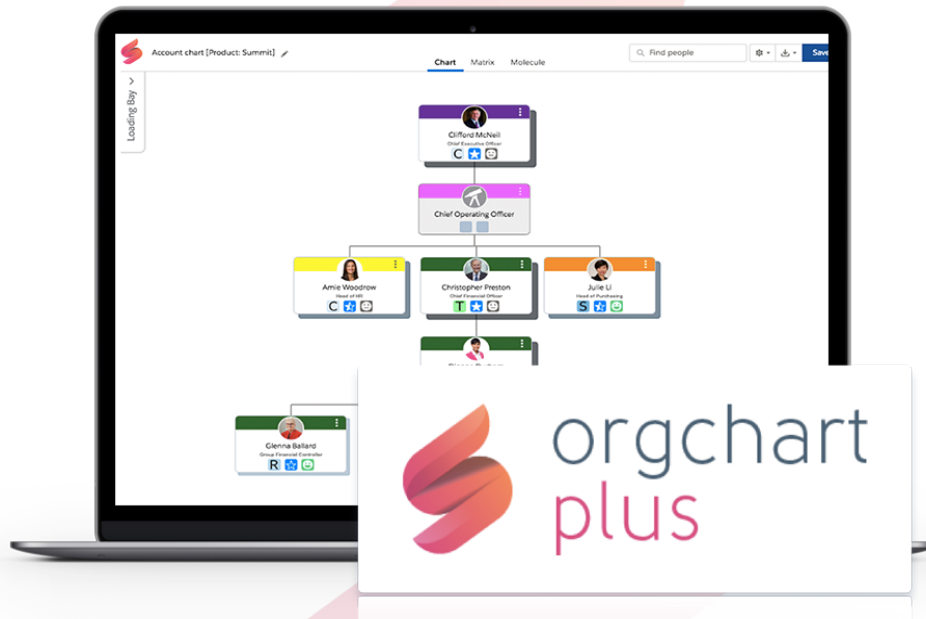 Account chart [Product: Summit]
Chart Matrix Molecule
Find people
Save
Loading Bay
Clifford McNeil
Chief Executive Officer
C
Chief Operating Officer
Amie Woodrow
Head of HR
C
Christopher Preston
Chief Financial Officer
T
Julie Li
Head of Purchasing
S
Glenna Ballard
Group Financial Controller
R
orgchart
plus